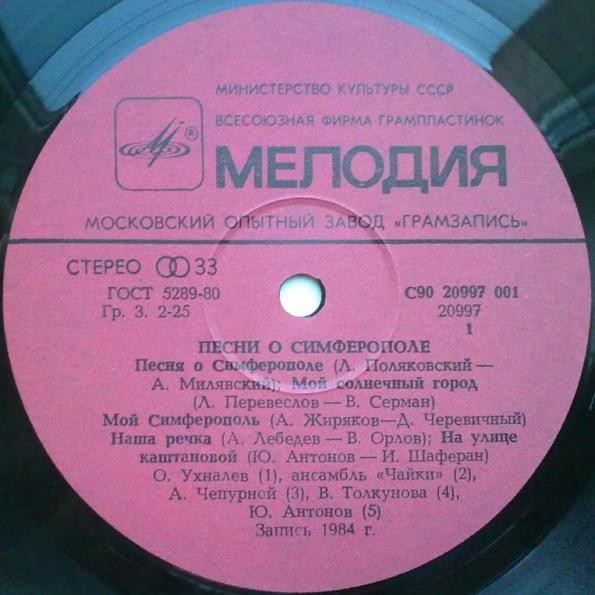 МИНИСТЕРСТВО КУЛЬТУРЫ СССР
ВСЕСОЮЗНАЯ ФИРМА ГРАМПЛАСТИНОК
®
МЕЛОДИЯ
МОСКОВСКИЙ ОПЫТНЫЙ ЗАВОД «ГРАМЗАПИСЬ»
СТЕРЕО 33
ГОСТ 5289-80
Гр. 3. 2-25
С90 20997 001
20997
1
ПЕСНИ О СИМФЕРОПОЛЕ
Песня о Симферополе (Л. Поляковский —
А. Милявский); Мой солнечный город
(Л. Перевеслов — В. Серман)
Мой Симферополь (А. Жиряков—Д. Черевичный)
Наша речка (А. Лебедев — В. Орлов); На улице
каштановой (Ю. Антонов — И. Шаферан)
О. Ухналев (1), ансамбль «Чайки» (2),
А. Чепурной (3), В. Толкунова (4),
Ю. Антонов (5)
Запись 1984 г.